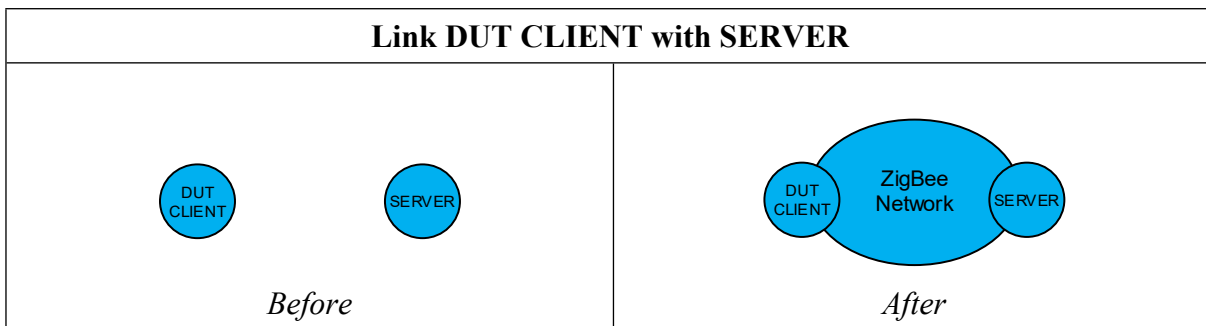 Link DUT CLIENT with SERVER
DUT
CLIENT
SERVER
Before
DUT
CLIENT
ZigBee
Network
SERVER
After